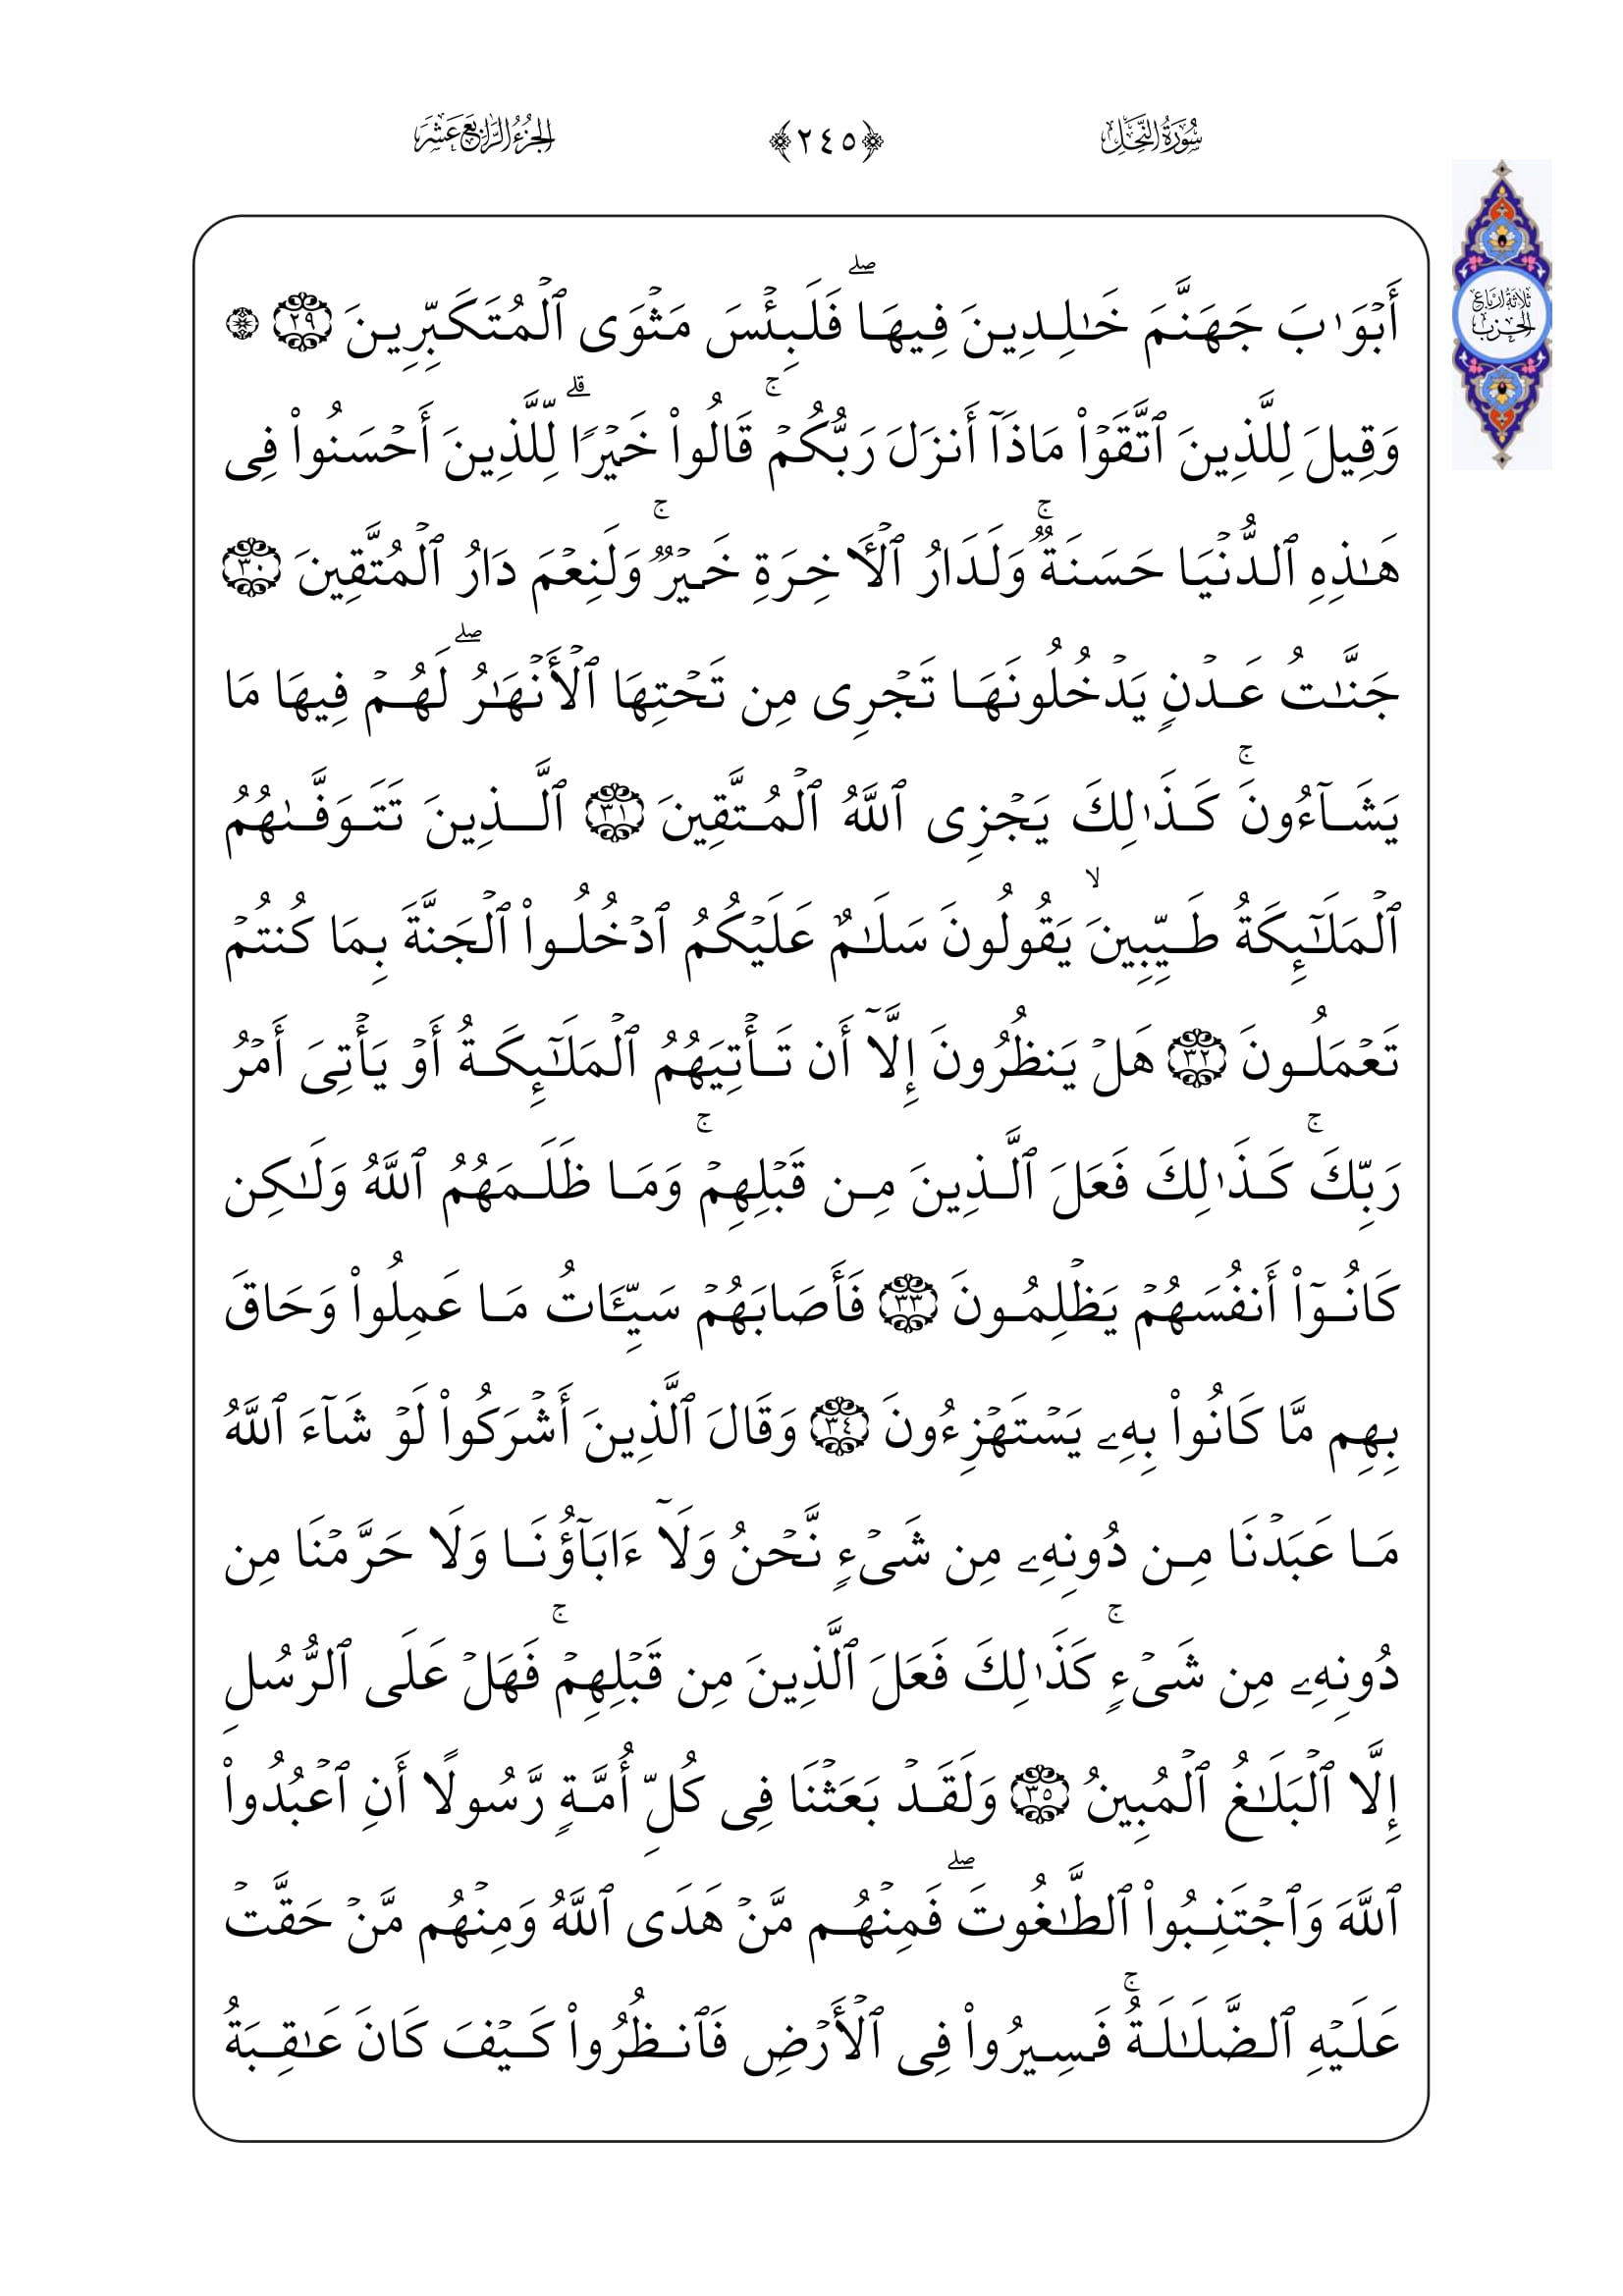 سُورَةُ النَّحْلِ
﴿٢٤٥﴾
الجُزْءُ الرَّابِعَ عَشَرَ
ثَلَاثَةُ أَرْبَاعِ
الحِزْبِ
أَبۡوَٰبَ جَهَنَّمَ خَٰلِدِينَ فِيهَاۖ فَلَبِئۡسَ مَثۡوَى ٱلۡمُتَكَبِّرِينَ ٢٩ ۞
وَقِيلَ لِلَّذِينَ ٱتَّقَوۡاْ مَاذَآ أَنزَلَ رَبُّكُمۡۚ قَالُواْ خَيۡرٗاۗ لِّلَّذِينَ أَحۡسَنُواْ فِي
هَٰذِهِ ٱلدُّنۡيَا حَسَنَةٞۚ وَلَدَارُ ٱلۡأٓخِرَةِ خَيۡرٞۚ وَلَنِعۡمَ دَارُ ٱلۡمُتَّقِينَ ٣٠
جَنَّٰتُ عَدۡنٖ يَدۡخُلُونَهَا تَجۡرِي مِن تَحۡتِهَا ٱلۡأَنۡهَٰرُۖ لَهُمۡ فِيهَا مَا
يَشَآءُونَۚ كَذَٰلِكَ يَجۡزِي ٱللَّهُ ٱلۡمُتَّقِينَ ٣١ ٱلَّذِينَ تَتَوَفَّىٰهُمُ
ٱلۡمَلَٰٓئِكَةُ طَيِّبِينَۙ يَقُولُونَ سَلَٰمٌ عَلَيۡكُمُ ٱدۡخُلُواْ ٱلۡجَنَّةَ بِمَا كُنتُمۡ
تَعۡمَلُونَ ٣٢ هَلۡ يَنظُرُونَ إِلَّآ أَن تَأۡتِيَهُمُ ٱلۡمَلَٰٓئِكَةُ أَوۡ يَأۡتِيَ أَمۡرُ
رَبِّكَۚ كَذَٰلِكَ فَعَلَ ٱلَّذِينَ مِن قَبۡلِهِمۡۚ وَمَا ظَلَمَهُمُ ٱللَّهُ وَلَٰكِن
كَانُوٓاْ أَنفُسَهُمۡ يَظۡلِمُونَ ٣٣ فَأَصَابَهُمۡ سَيِّـَٔاتُ مَا عَمِلُواْ وَحَاقَ
بِهِم مَّا كَانُواْ بِهِۦ يَسۡتَهۡزِءُونَ ٣٤ وَقَالَ ٱلَّذِينَ أَشۡرَكُواْ لَوۡ شَآءَ ٱللَّهُ
مَا عَبَدۡنَا مِن دُونِهِۦ مِن شَيۡءٖ نَّحۡنُ وَلَآ ءَابَآؤُنَا وَلَا حَرَّمۡنَا مِن
دُونِهِۦ مِن شَيۡءٖۚ كَذَٰلِكَ فَعَلَ ٱلَّذِينَ مِن قَبۡلِهِمۡۚ فَهَلۡ عَلَى ٱلرُّسُلِ
إِلَّا ٱلۡبَلَٰغُ ٱلۡمُبِينُ ٣٥ وَلَقَدۡ بَعَثۡنَا فِي كُلِّ أُمَّةٖ رَّسُولًا أَنِ ٱعۡبُدُواْ
ٱللَّهَ وَٱجۡتَنِبُواْ ٱلطَّٰغُوتَۖ فَمِنۡهُم مَّنۡ هَدَى ٱللَّهُ وَمِنۡهُم مَّنۡ حَقَّتۡ
عَلَيۡهِ ٱلضَّلَٰلَةُۚ فَسِيرُواْ فِي ٱلۡأَرۡضِ فَٱنظُرُواْ كَيۡفَ كَانَ عَٰقِبَةُ